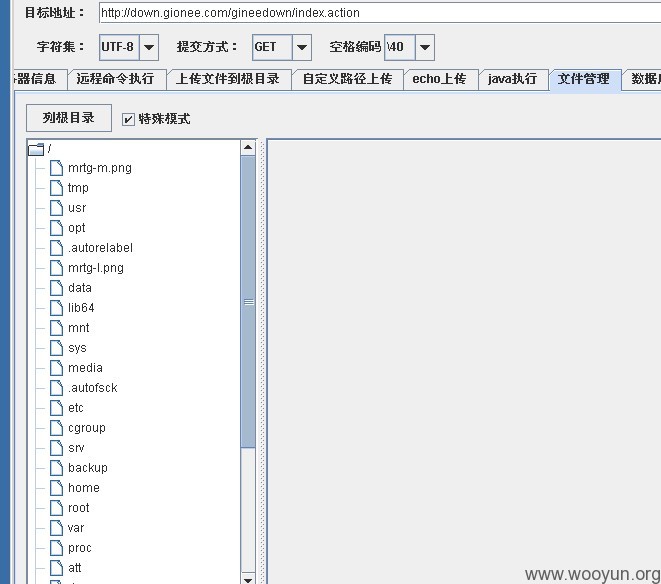 目标地址： http://down.gionee.com/gineedown/index.action
字符集： UTF-8 提交方式： GET 空格编码 \40
器信息 远程命令执行 上传文件到根目录 自定义路径上传 echo上传 java执行 文件管理 数据
列根目录 特殊模式
/
mrtg-m.png
tmp
usr
opt
.autorelabel
mrtg-l.png
data
lib64
mnt
sys
media
.autofsck
etc
cgroup
srv
backup
home
root
var
proc
att
www.wooyun.org